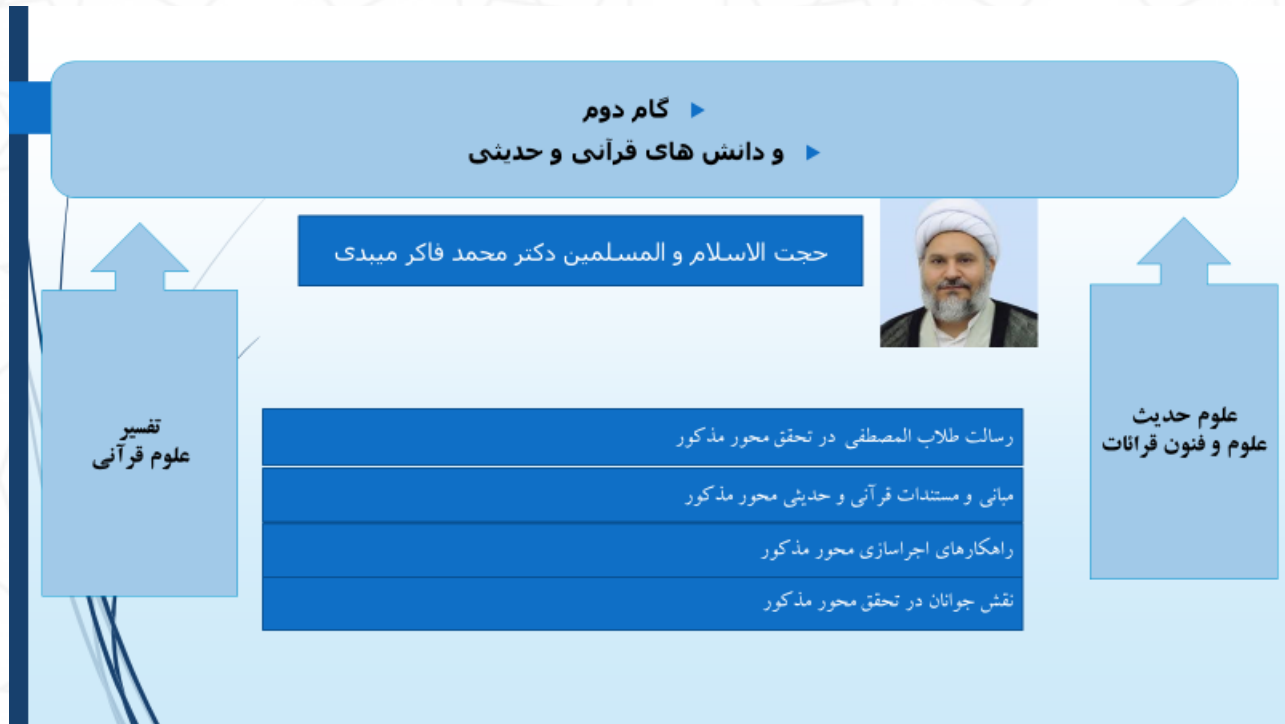 گام دوم
و دانش های قرآنی و حدیثی
حجت الاسلام و المسلمین دکتر محمد فاکر میبدی
علوم حدیث
علوم و فنون قرائات
رسالت طلاب المصطفی در تحقق محور مذکور
مبانی و مستندات قرآنی و حدیثی محور مذکور
راهکارهای اجراسازی محور مذکور
نقش جوانان در تحقق محور مذکور
تفسیر
علوم قرآنی